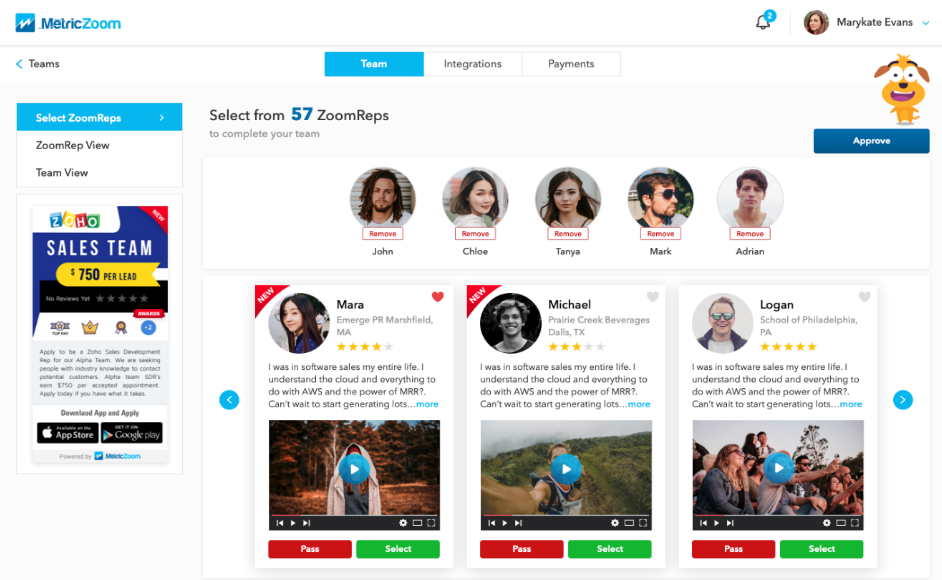 MetricZoom
2
Marykate Evans
Teams
Team
Integrations
Payments
Select ZoomReps
ZoomRep View
Team View
Select from 57 ZoomReps
to complete your team
Approve
Remove
Remove
Remove
Remove
Remove
John
Chloe
Tanya
Mark
Adrian
ZOHO
NEW
SALES TEAM
$750 PER LEAD
No Reviews Yet
AWARDS
TOP PAY
+2
Apply to be a Zoho Sales Development
Rep for our Alpha Team. We are seeking
people with industry knowledge to contact
potential customers. Alpha team SDR's
earn $750 per accepted appointment.
Apply today if you have what it takes.
Download App and Apply
Available on the
App Store
GET IT ON
Google play
Powered by MetricZoom
NEW
Mara
Emerge PR Marshfield,
MA
I was in software sales my entire life. I
understand the cloud and everything to
do with AWS and the power of MRR?.
Can't wait to start generating lots...more
Pass
Select
NEW
Michael
Prairie Creek Beverages
Dalls, TX
I was in software sales my entire life. I
understand the cloud and everything to
do with AWS and the power of MRR?.
Can't wait to start generating lots...more
Pass
Select
Logan
School of Philadelphia,
PA
I was in software sales my entire life. I
understand the cloud and everything to
do with AWS and the power of MRR?.
Can't wait to start generating lots...more
Pass
Select